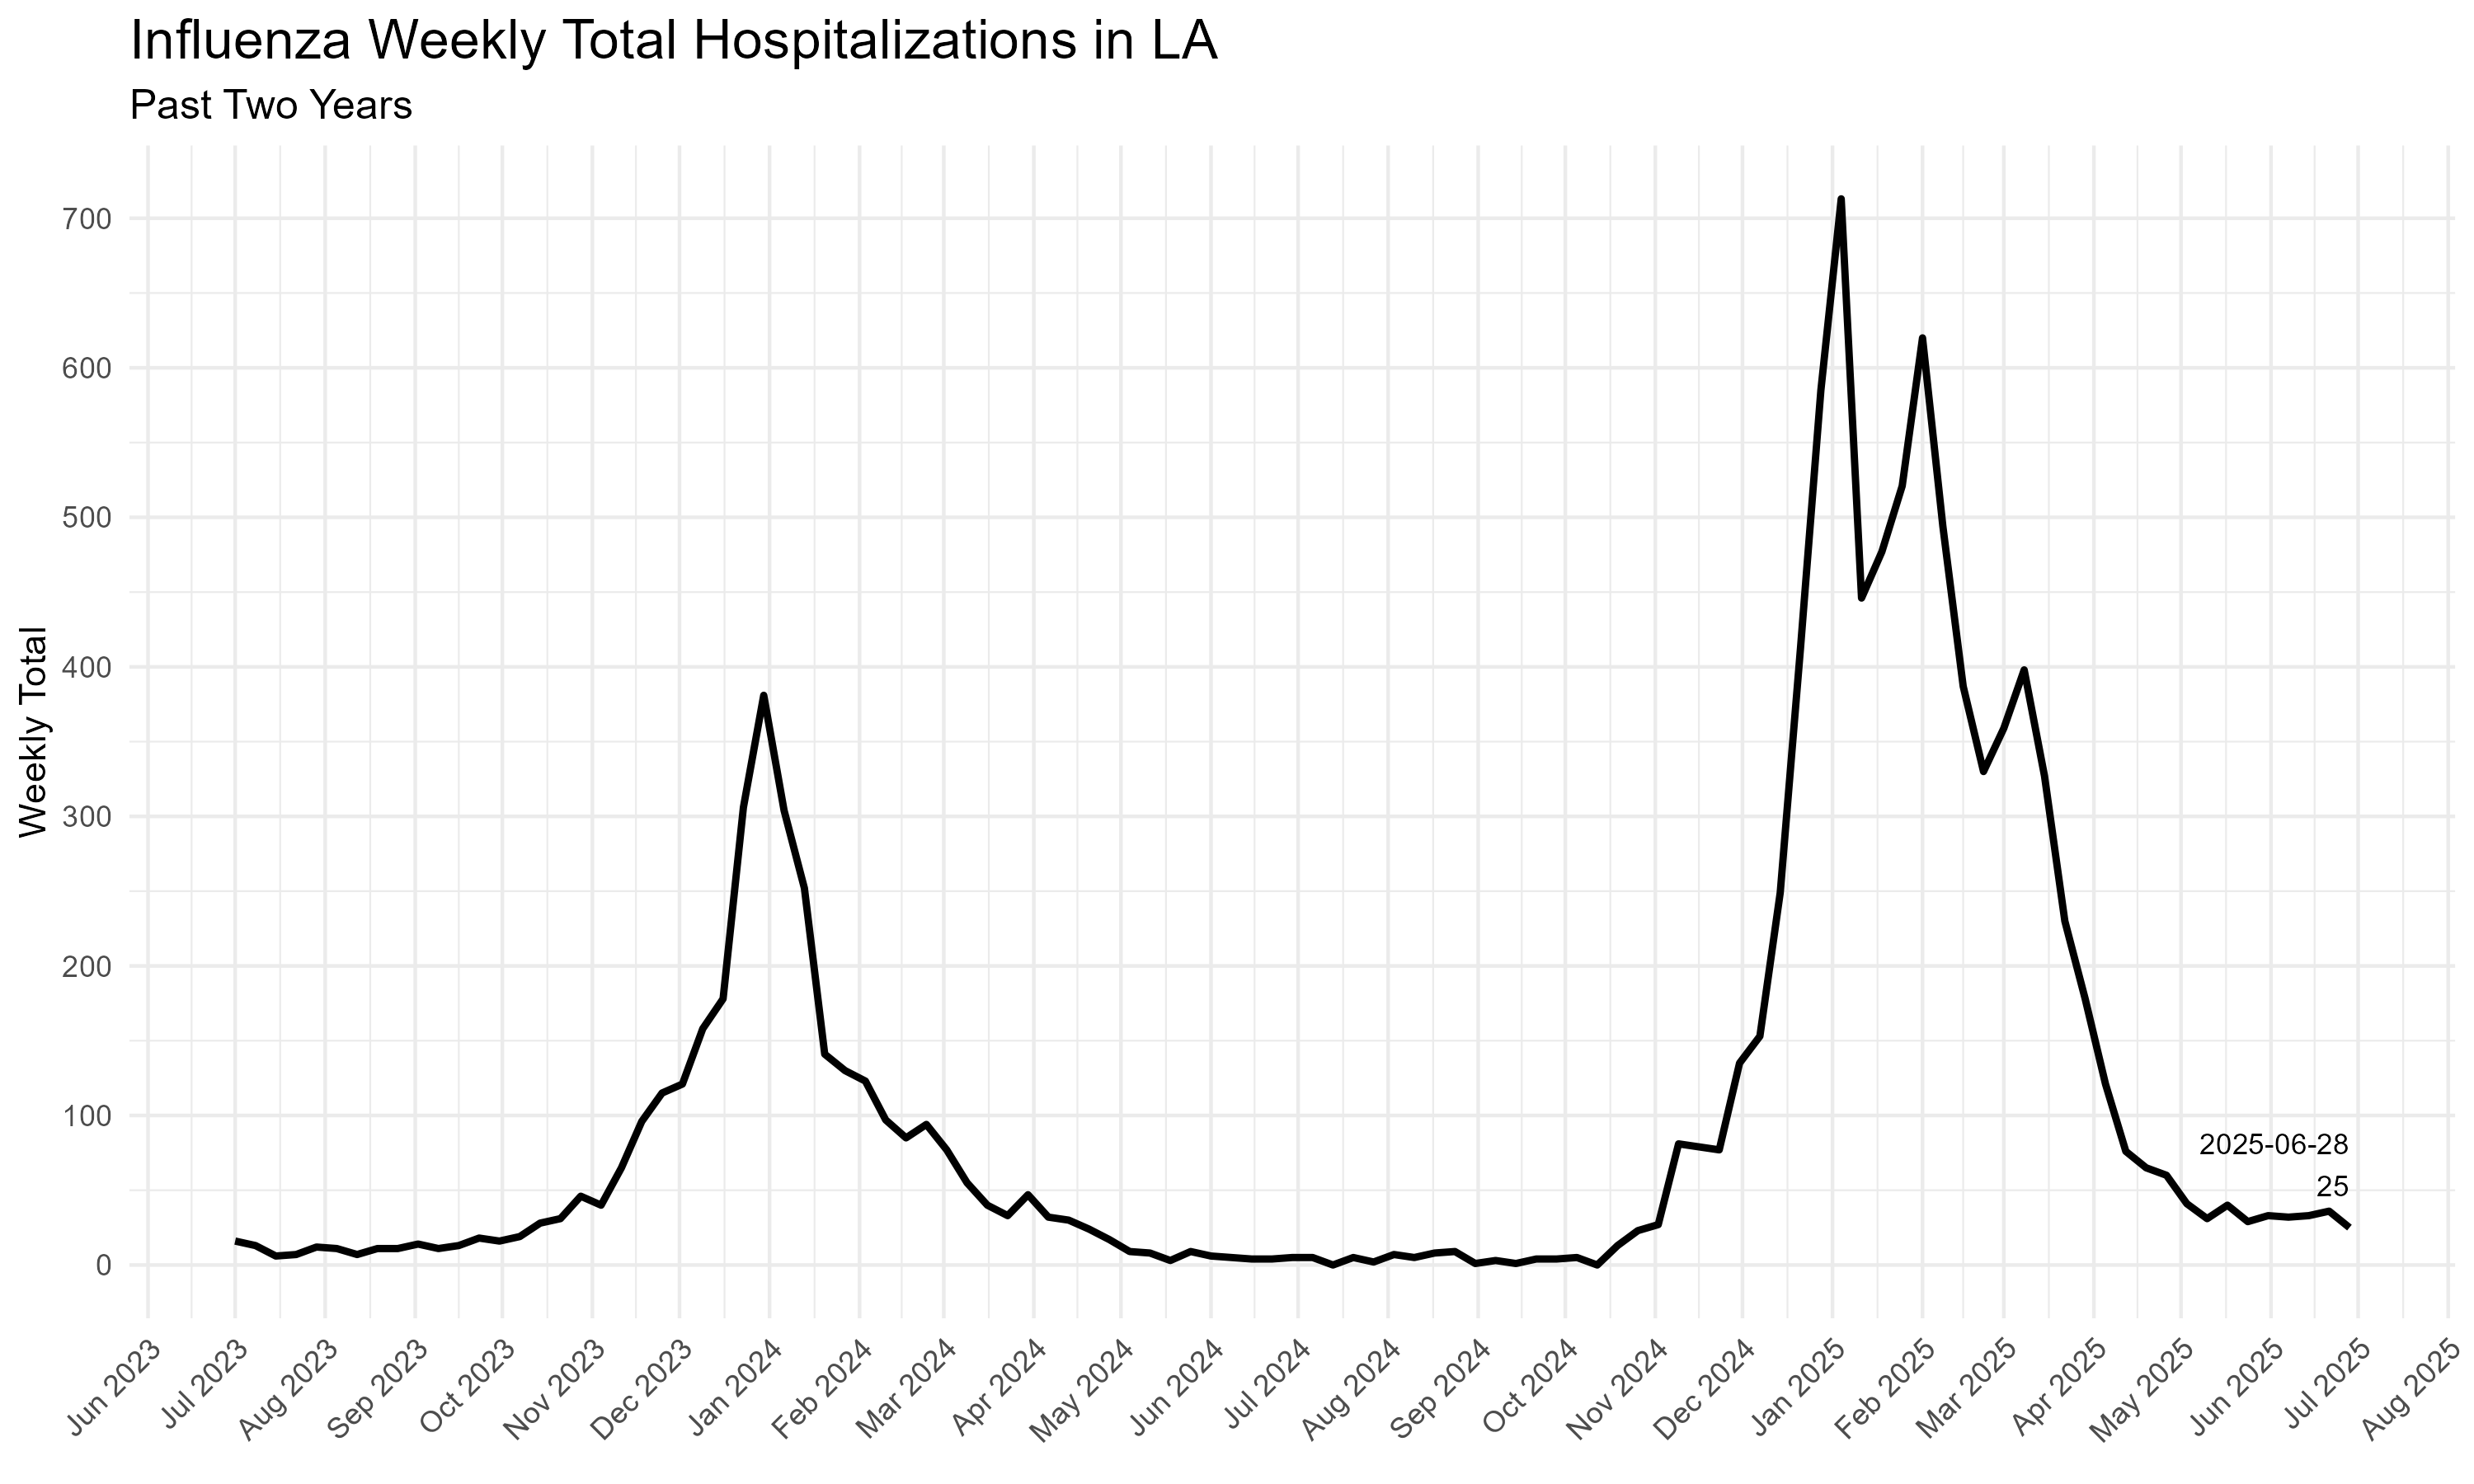 Influenza Weekly Total Hospitalizations in LA
Past Two Years
Weekly Total
700
600
500
400
300
200
100
0
2025-06-28
25
Jun 2023
Jul 2023
Aug 2023
Sep 2023
Oct 2023
Nov 2023
Dec 2023
Jan 2024
Feb 2024
Mar 2024
Apr 2024
May 2024
Jun 2024
Jul 2024
Aug 2024
Sep 2024
Oct 2024
Nov 2024
Dec 2024
Jan 2025
Feb 2025
Mar 2025
Apr 2025
May 2025
Jun 2025
Jul 2025
Aug 2025